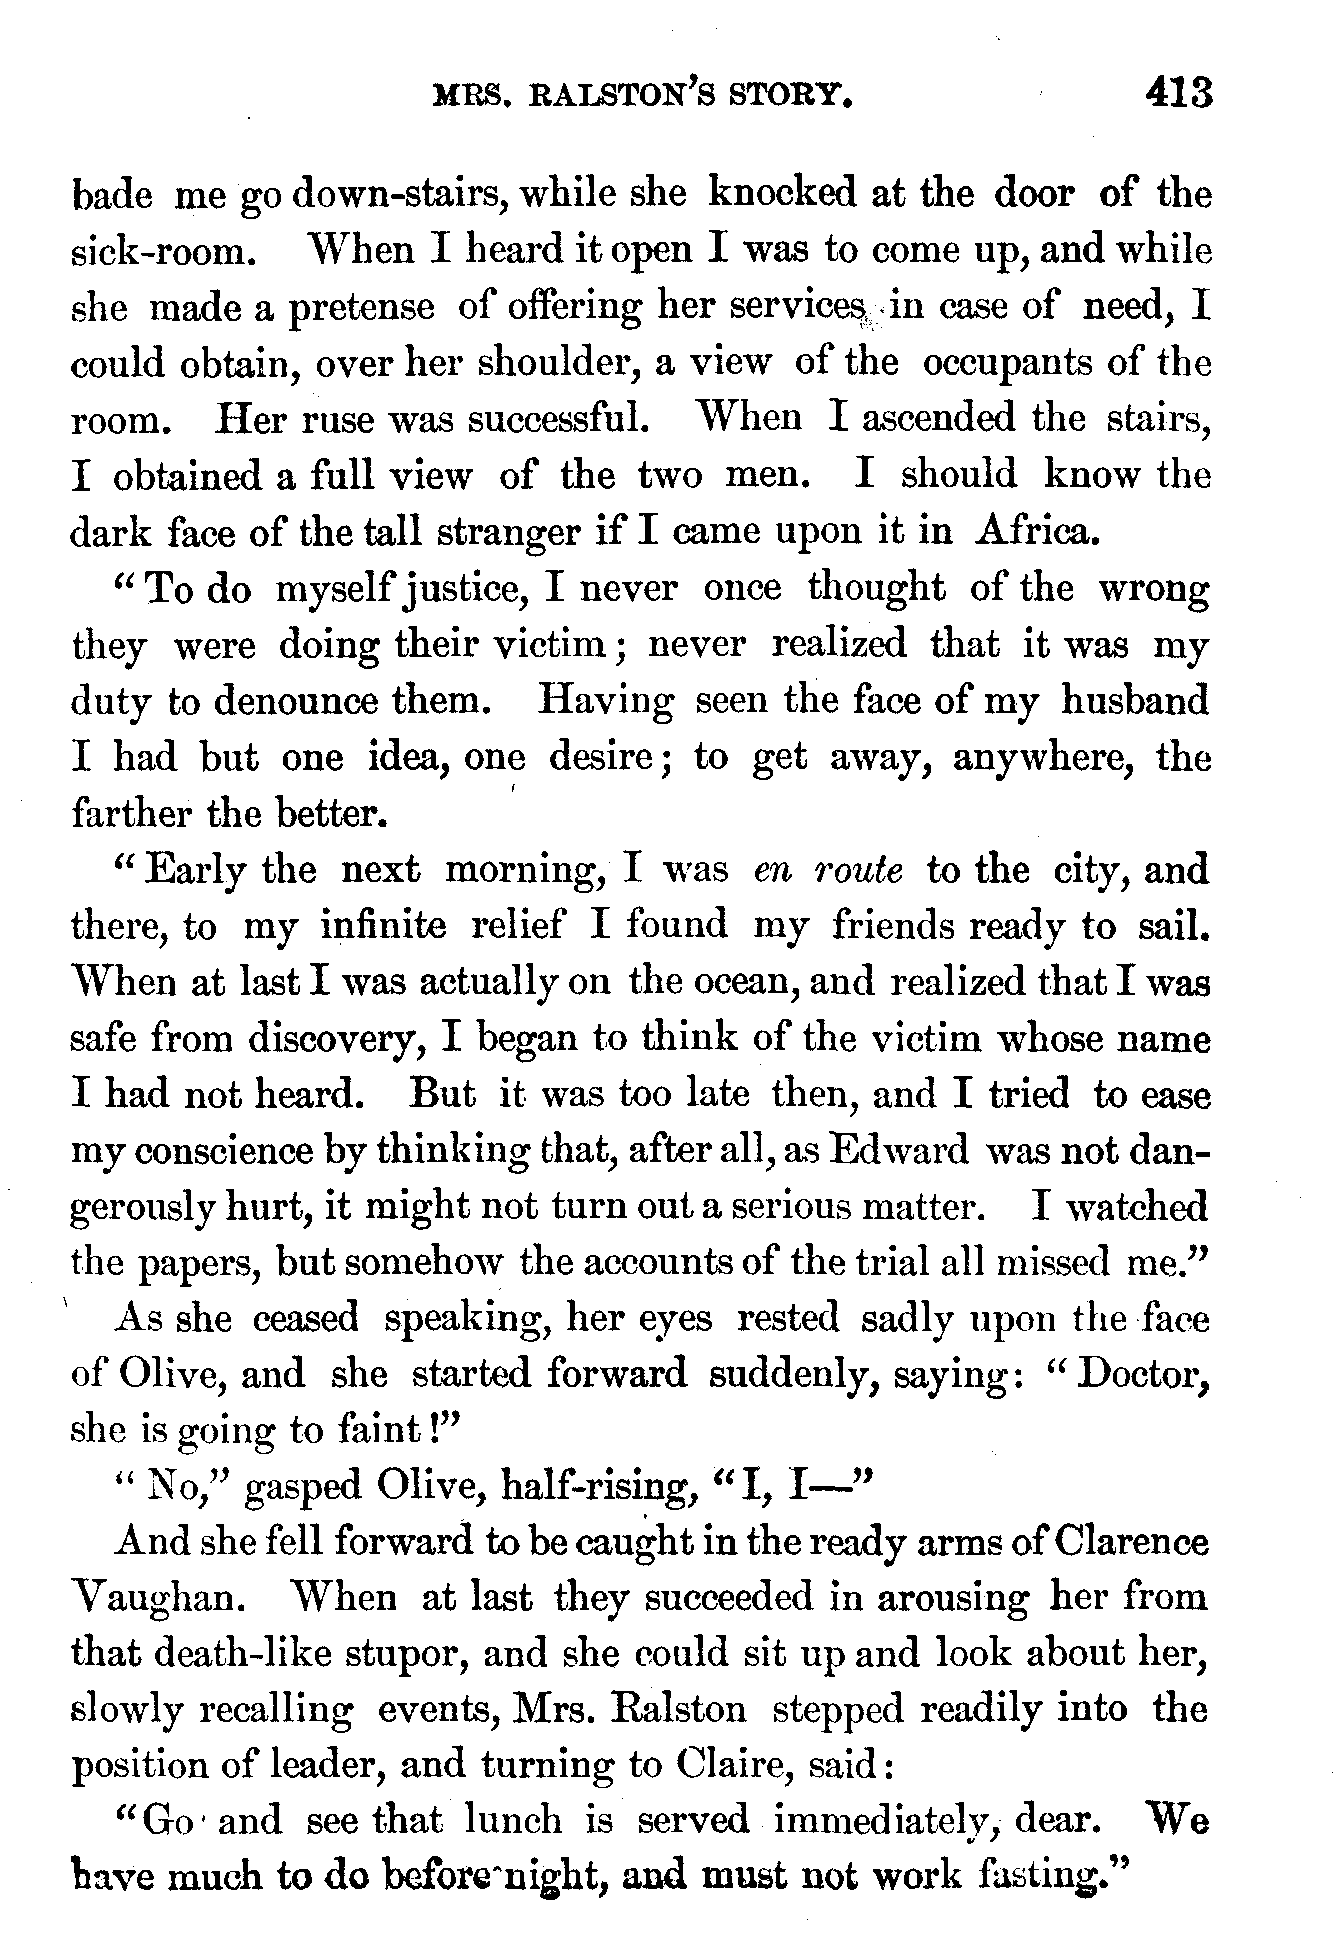 MRS. RALSTON'S STORY. 413
bade me go down-stairs, while she knocked at the door of the
sick-room. When I heard it open I was to come up, and while
she made a pretense of offering her services in case of need, I
could obtain, over her shoulder, a view of the occupants of the
room. Her ruse was successful. When I ascended the stairs,
I obtained a full view of the two men. I should know the
dark face of the tall stranger if I came upon it in Africa.
"To do myself justice, I never once thought of the wrong
they were doing their victim; never realized that it was my
duty to denounce them. Having seen the face of my husband
I had but one idea, one desire; to get away, anywhere, the
farther the better.
"Early the next morning, I was en route to the city, and
there, to my infinite relief I found my friends ready to sail.
When at last I was actually on the ocean, and realized that I was
safe from discovery, I began to think of the victim whose name
I had not heard. But it was too late then, and I tried to ease
my conscience by thinking that, after all, as Edward was not dan-
gerously hurt, it might not turn out a serious matter. I watched
the papers, but somehow the accounts of the trial all missed me."
As she ceased speaking, her eyes rested sadly upon the face
of Olive, and she started forward suddenly, saying: "Doctor,
she is going to faint!"
"No," gasped Olive, half-rising, "I, I—"
And she fell forward to be caught in the ready arms of Clarence
Vaughan. When at last they succeeded in arousing her from
that death-like stupor, and she could sit up and look about her,
slowly recalling events, Mrs. Ralston stepped readily into the
position of leader, and turning to Claire, said:
"Go and see that lunch is served immediately, dear. We
have much to do before night, and must not work fasting."